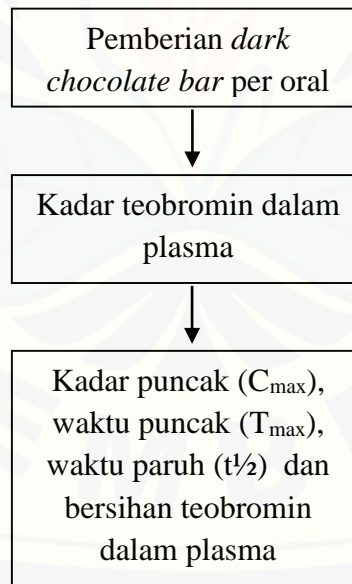 Pemberian dark
chocolate bar per oral
Kadar teobromin dalam
plasma
Kadar puncak (Cmax),
waktu puncak (Tmax),
waktu paruh (t½) dan
bersihan teobromin
dalam plasma